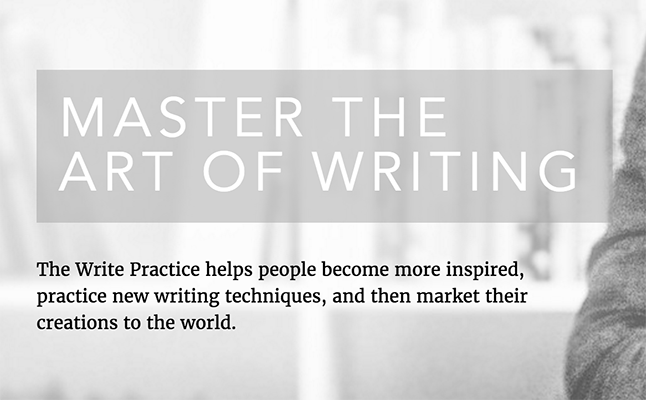 MASTER THE
ART OF WRITING
The Write Practice helps people become more inspired,
practice new writing techniques, and then market their
creations to the world.